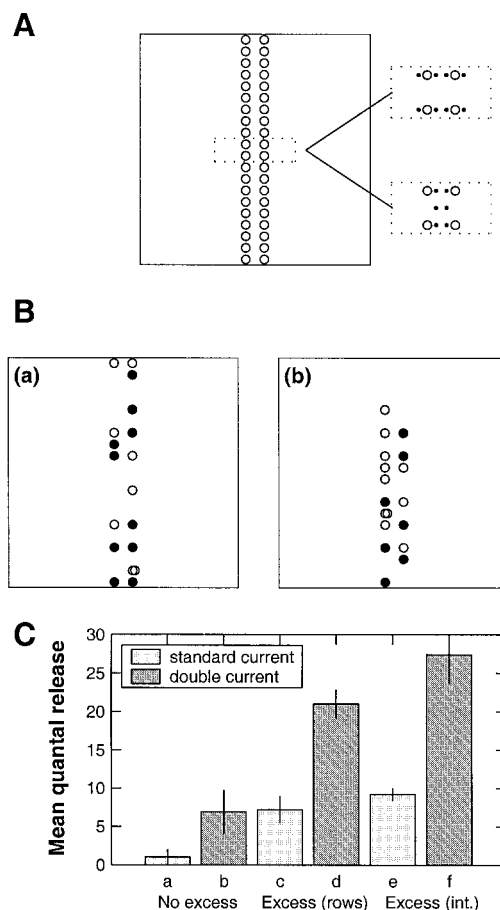 A
B
(a)
(b)
C
Mean quantal release
30
25
20
15
10
5
0
standard current
double current
a b c d e f
No excess Excess (rows) Excess (int.)